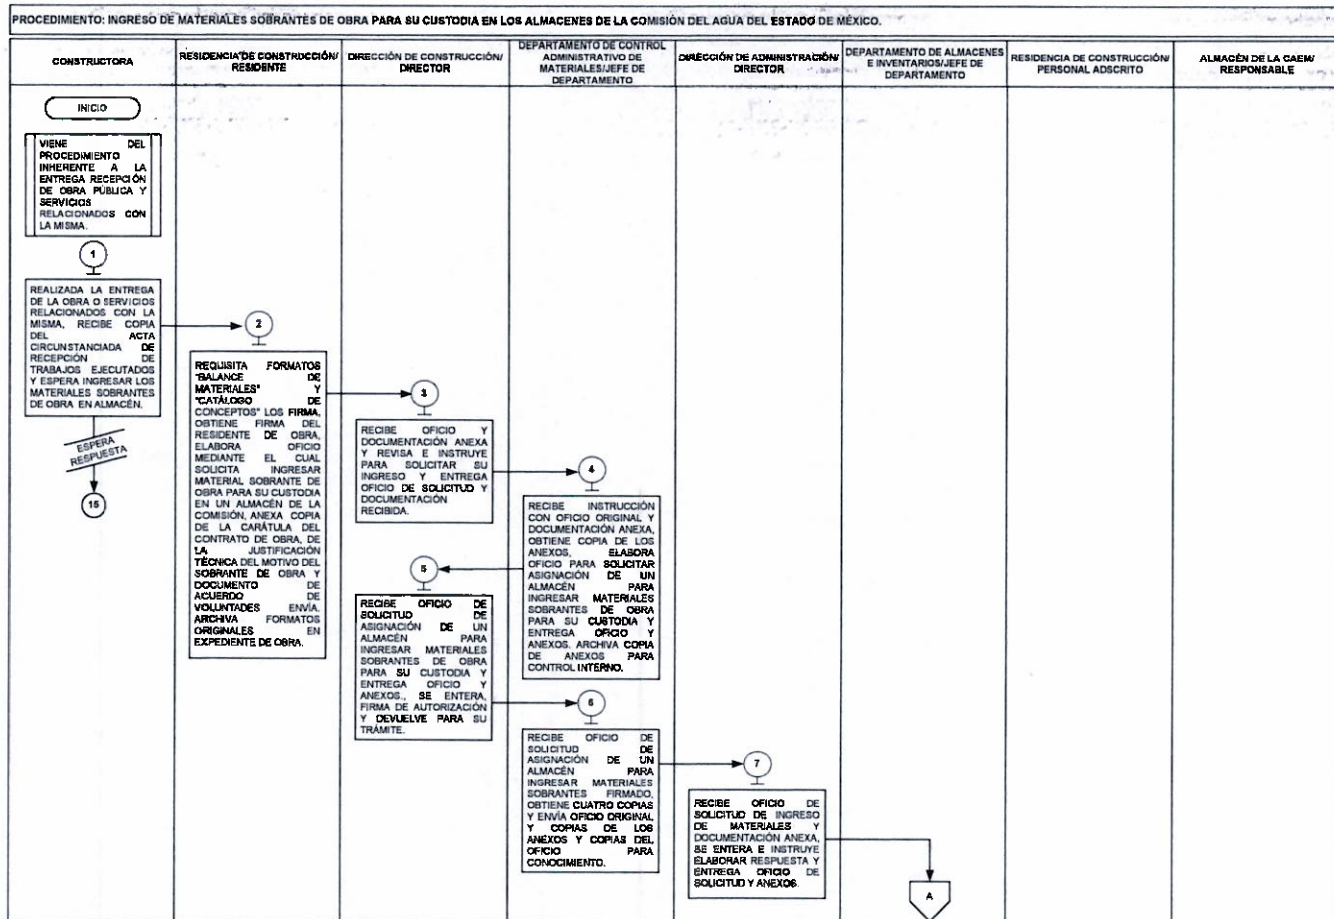 PROCEDIMIENTO: INGRESO DE MATERIALES SOBRANTES DE OBRA PARA SU CUSTODIA EN LOS ALMACENES DE LA COMISIÓN DEL AGUA DEL ESTADO DE MÉXICO.
CONSTRUCTORA
RESIDENCIA DE CONSTRUCCIÓN/
RESIDENTE
DIRECCIÓN DE CONSTRUCCIÓN/
DIRECTOR
DEPARTAMENTO DE CONTROL
ADMINISTRATIVO DE
MATERIALES/JEFE DE
DEPARTAMENTO
DIRECCIÓN DE ADMINISTRACIÓN/
DIRECTOR
DEPARTAMENTO DE ALMACENES
E INVENTARIOS/JEFE DE
DEPARTAMENTO
RESIDENCIA DE CONSTRUCCIÓN/
PERSONAL ADSCRITO
ALMACÉN DE LA CAEM/
RESPONSABLE
INICIO
VIENE DEL
PROCEDIMIENTO
INHERENTE A LA
ENTREGA RECEPCIÓN
DE OBRA PÚBLICA Y
SERVICIOS
RELACIONADOS CON
LA MISMA.
1
REALIZADA LA ENTREGA
DE LA OBRA O SERVICIOS
RELACIONADOS CON LA
MISMA, RECIBE COPIA
DEL ACTA
CIRCUNSTANCIADA DE
RECEPCIÓN DE
TRABAJOS EJECUTADOS
Y ESPERA INGRESAR LOS
MATERIALES SOBRANTES
DE OBRA EN ALMACÉN.
ESPERA
RESPUESTA
15
2
REQUISITA FORMATOS
"BALANCE DE
MATERIALES" Y
"CATÁLOGO DE
CONCEPTOS" LOS FIRMA,
OBTIENE FIRMA DEL
RESIDENTE DE OBRA,
ELABORA OFICIO
MEDIANTE EL CUAL
SOLICITA INGRESAR
MATERIAL SOBRANTE DE
OBRA PARA SU CUSTODIA
EN UN ALMACÉN DE LA
COMISIÓN, ANEXA COPIA
DE LA CARÁTULA DEL
CONTRATO DE OBRA, DE
LA JUSTIFICACIÓN
TÉCNICA DEL MOTIVO DEL
SOBRANTE DE OBRA Y
DOCUMENTO DE
ACUERDO DE
VOLUNTADES ENVÍA.
ARCHIVA FORMATOS
ORIGINALES EN
EXPEDIENTE DE OBRA.
3
RECIBE OFICIO Y
DOCUMENTACIÓN ANEXA
Y REVISA E INSTRUYE
PARA SOLICITAR SU
INGRESO Y ENTREGA
OFICIO DE SOLICITUD Y
DOCUMENTACIÓN
RECIBIDA.
4
RECIBE INSTRUCCIÓN
CON OFICIO ORIGINAL Y
DOCUMENTACIÓN ANEXA,
OBTIENE COPIA DE LOS
ANEXOS, ELABORA
OFICIO PARA SOLICITAR
ASIGNACIÓN DE UN
ALMACÉN PARA
INGRESAR MATERIALES
SOBRANTES DE OBRA
PARA SU CUSTODIA Y
ENTREGA OFICIO Y
ANEXOS. ARCHIVA COPIA
DE ANEXOS PARA
CONTROL INTERNO.
5
RECIBE OFICIO DE
SOLICITUD DE
ASIGNACIÓN DE UN
ALMACÉN PARA
INGRESAR MATERIALES
SOBRANTES DE OBRA
PARA SU CUSTODIA Y
ENTREGA OFICIO Y
ANEXOS., SE ENTERA,
FIRMA DE AUTORIZACIÓN
Y DEVUELVE PARA SU
TRÁMITE.
6
RECIBE OFICIO DE
SOLICITUD DE
ASIGNACIÓN DE UN
ALMACÉN PARA
INGRESAR MATERIALES
SOBRANTES FIRMADO,
OBTIENE CUATRO COPIAS
Y ENVÍA OFICIO ORIGINAL
Y COPIAS DE LOS
ANEXOS Y COPIAS DEL
OFICIO PARA
CONOCIMIENTO.
7
RECIBE OFICIO DE
SOLICITUD DE INGRESO
DE MATERIALES Y
DOCUMENTACIÓN ANEXA,
SE ENTERA E INSTRUYE
ELABORAR RESPUESTA Y
ENTREGA OFICIO DE
SOLICITUD Y ANEXOS.
A